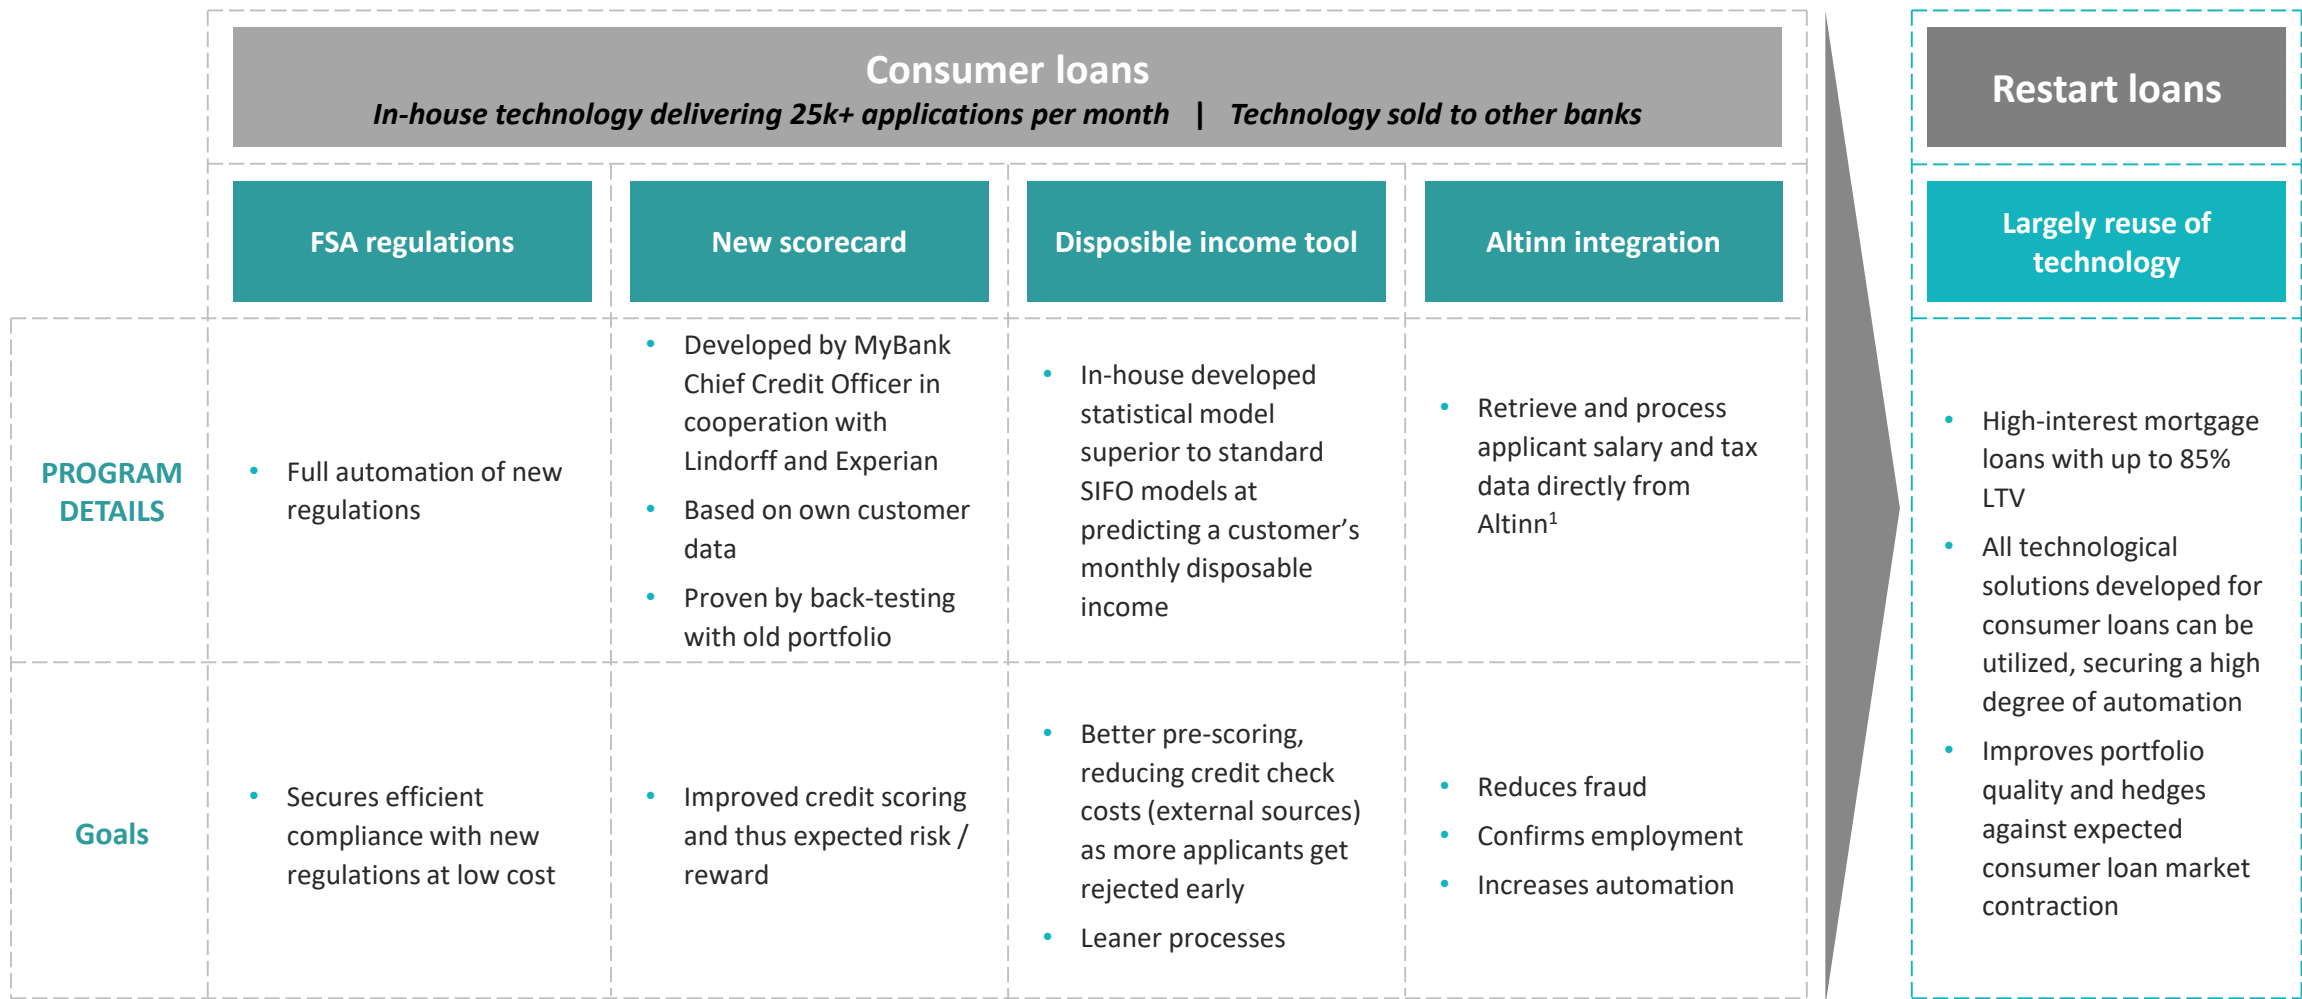 Consumer loans
In-house technology delivering 25k+ applications per month | Technology sold to other banks
Restart loans
FSA regulations
New scorecard
Disposible income tool
Altinn integration
Largely reuse of
technology
PROGRAM
DETAILS
• Full automation of new
regulations
• Developed by MyBank
Chief Credit Officer in
cooperation with
Lindorff and Experian
• Based on own customer
data
• Proven by back-testing
with old portfolio
• In-house developed
statistical model
superior to standard
SIFO models at
predicting a customer’s
monthly disposable
income
• Retrieve and process
applicant salary and tax
data directly from
Altinn¹
• High-interest mortgage
loans with up to 85%
LTV
• All technological
solutions developed for
consumer loans can be
utilized, securing a high
degree of automation
• Improves portfolio
quality and hedges
against expected
consumer loan market
contraction
Goals
• Secures efficient
compliance with new
regulations at low cost
• Improved credit scoring
and thus expected risk /
reward
• Better pre-scoring,
reducing credit check
costs (external sources)
as more applicants get
rejected early
• Leaner processes
• Reduces fraud
• Confirms employment
• Increases automation